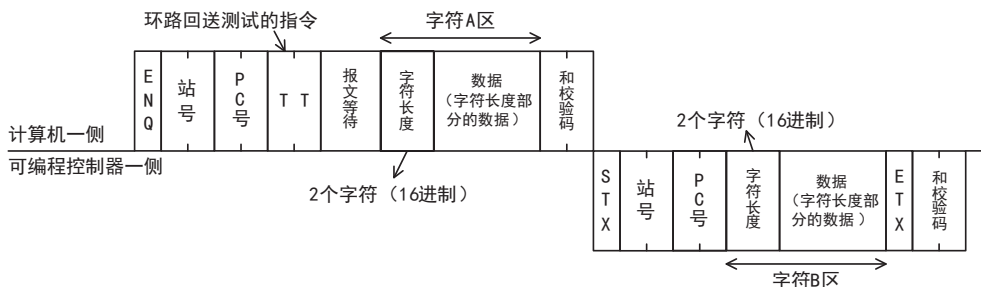 环路回送测试的指令
字符A区
ENQ
站号
PC号
TT
报文等待
字符长度
数据
（字符长度部
分的数据）
和校验码
计算机一侧
可编程控制器一侧
2个字符（16进制）
2个字符（16进制）
STX
站号
PC号
字符长度
数据
（字符长度部
分的数据）
ETX
和校验码
字符B区